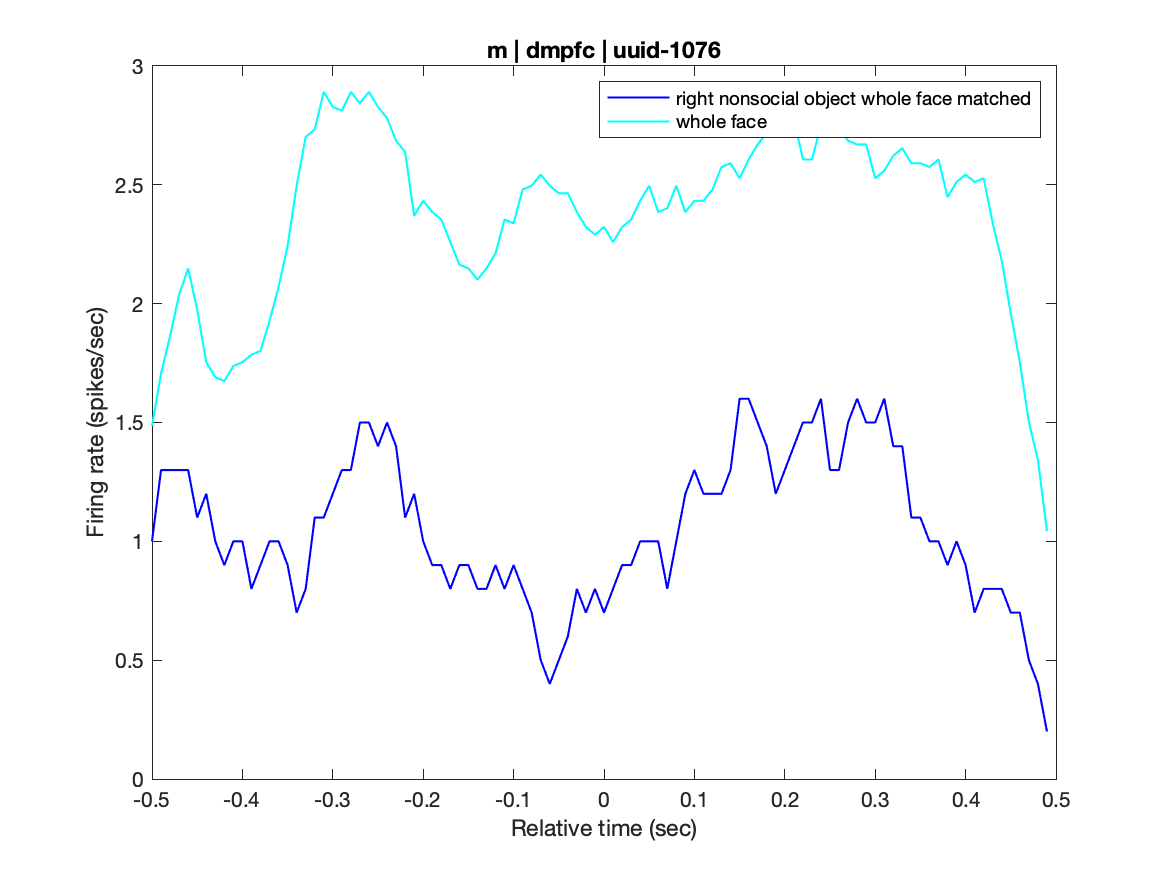 m | dmpfc | uuid-1076
right nonsocial object whole face matched
whole face
3
2.5
2
1.5
1
0.5
0
Firing rate (spikes/sec)
-0.5 -0.4 -0.3 -0.2 -0.1 0 0.1 0.2 0.3 0.4 0.5
Relative time (sec)